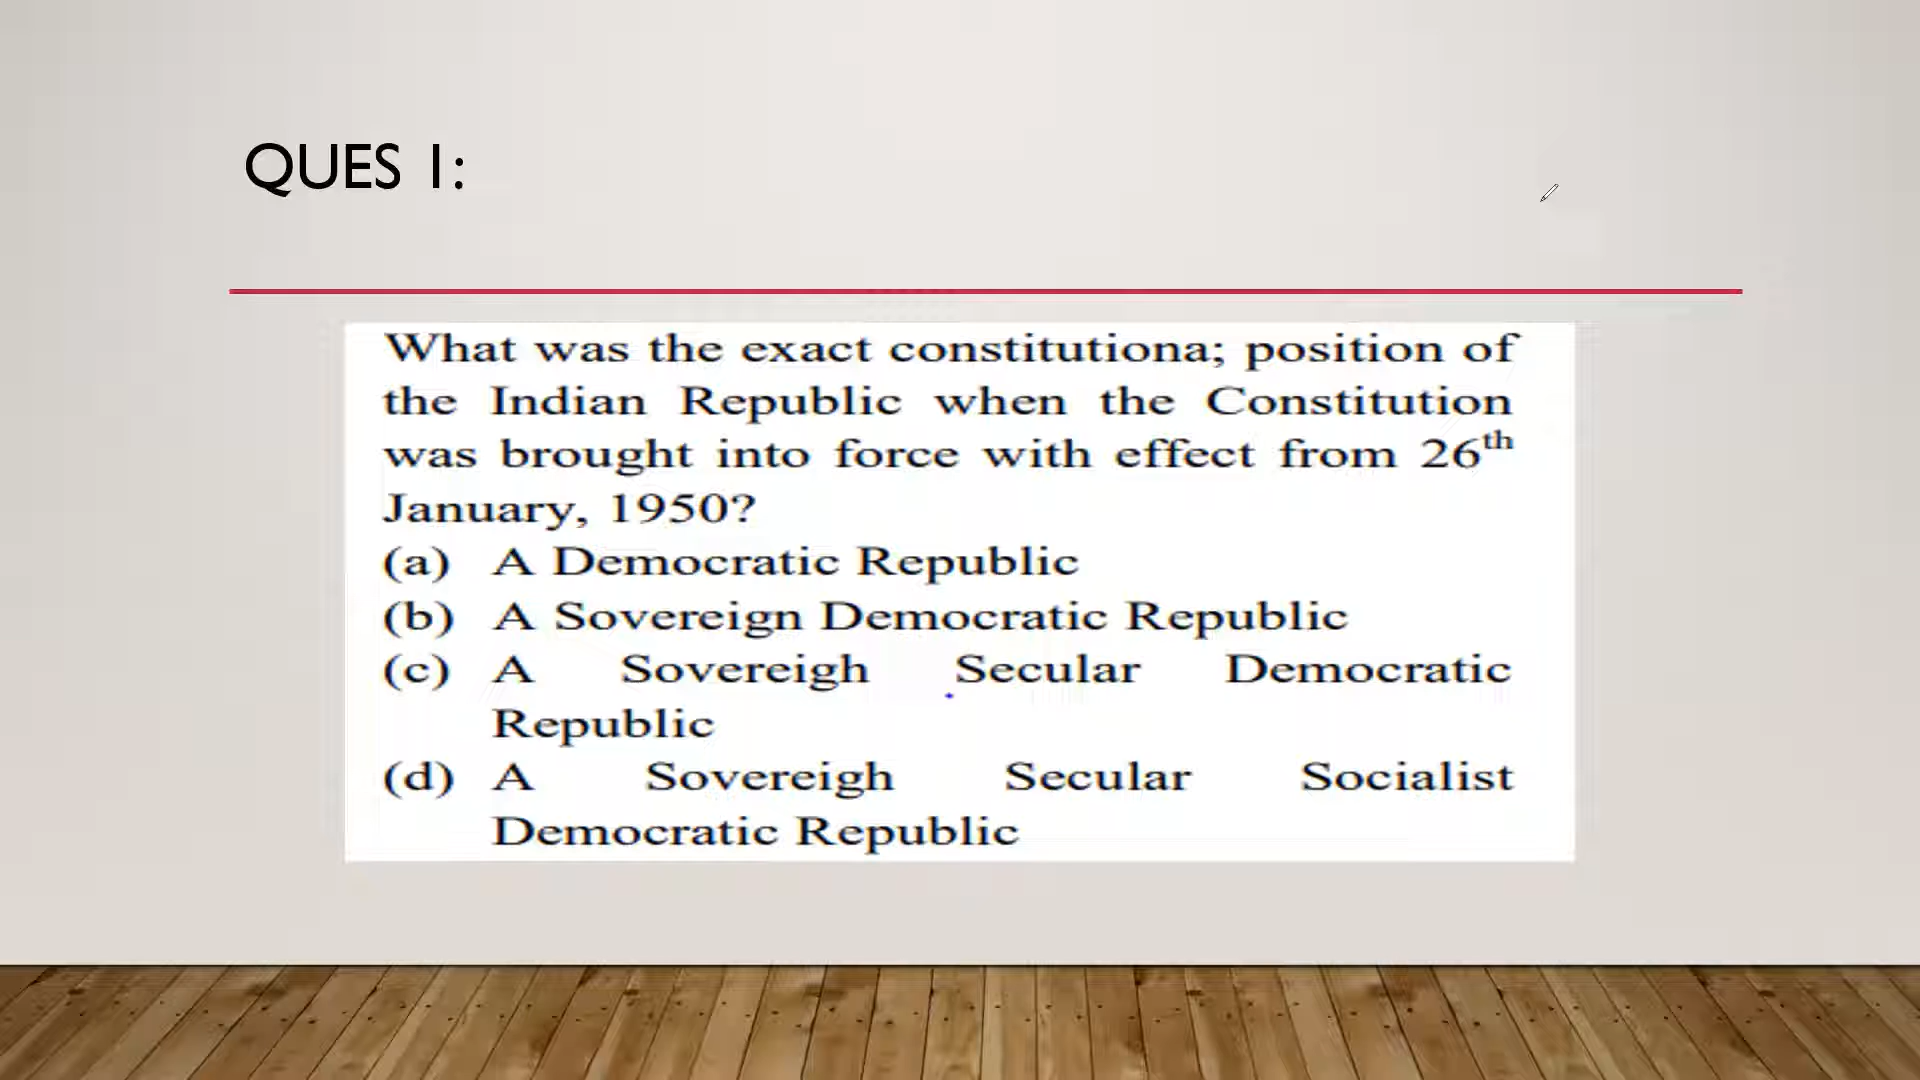 QUES 1:
What was the exact constitutiona; position of
the Indian Republic when the Constitution
was brought into force with effect from 26th
January, 1950?
(a) A Democratic Republic
(b) A Sovereign Democratic Republic
(c) A Sovereigh Secular Democratic
Republic
(d) A Sovereigh Secular Socialist
Democratic Republic